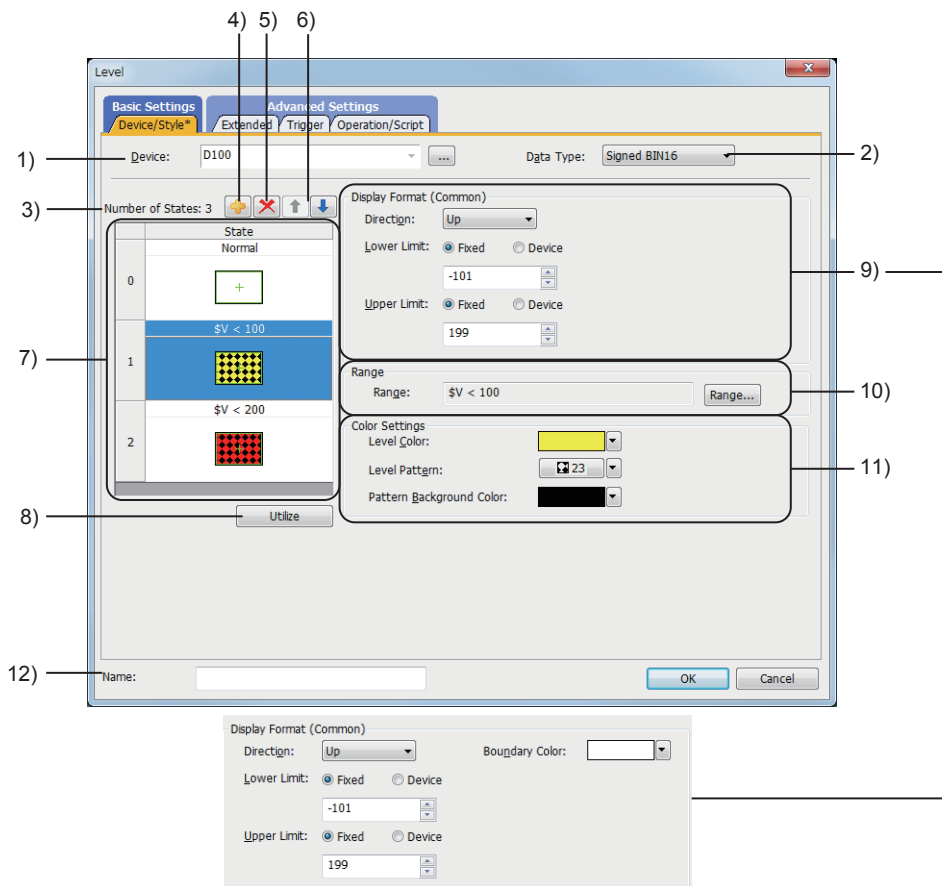 4) 5) 6)
Level
Basic Settings Advanced Settings
Device/Style* Extended Trigger Operation/Script
1) Device: D100 ... Data Type: Signed BIN16 2)
3) Number of States: 3
State
Normal
0
$V < 100
1
$V < 200
2
7)
8) Utilize
Display Format (Common)
Direction: Up
Lower Limit: Fixed Device
-101
Upper Limit: Fixed Device
199
9)
Range
Range: $V < 100 Range...
10)
Color Settings
Level Color:
Level Pattern: 23
Pattern Background Color:
11)
12) Name: OK Cancel
Display Format (Common)
Direction: Up Boundary Color:
Lower Limit: Fixed Device
-101
Upper Limit: Fixed Device
199